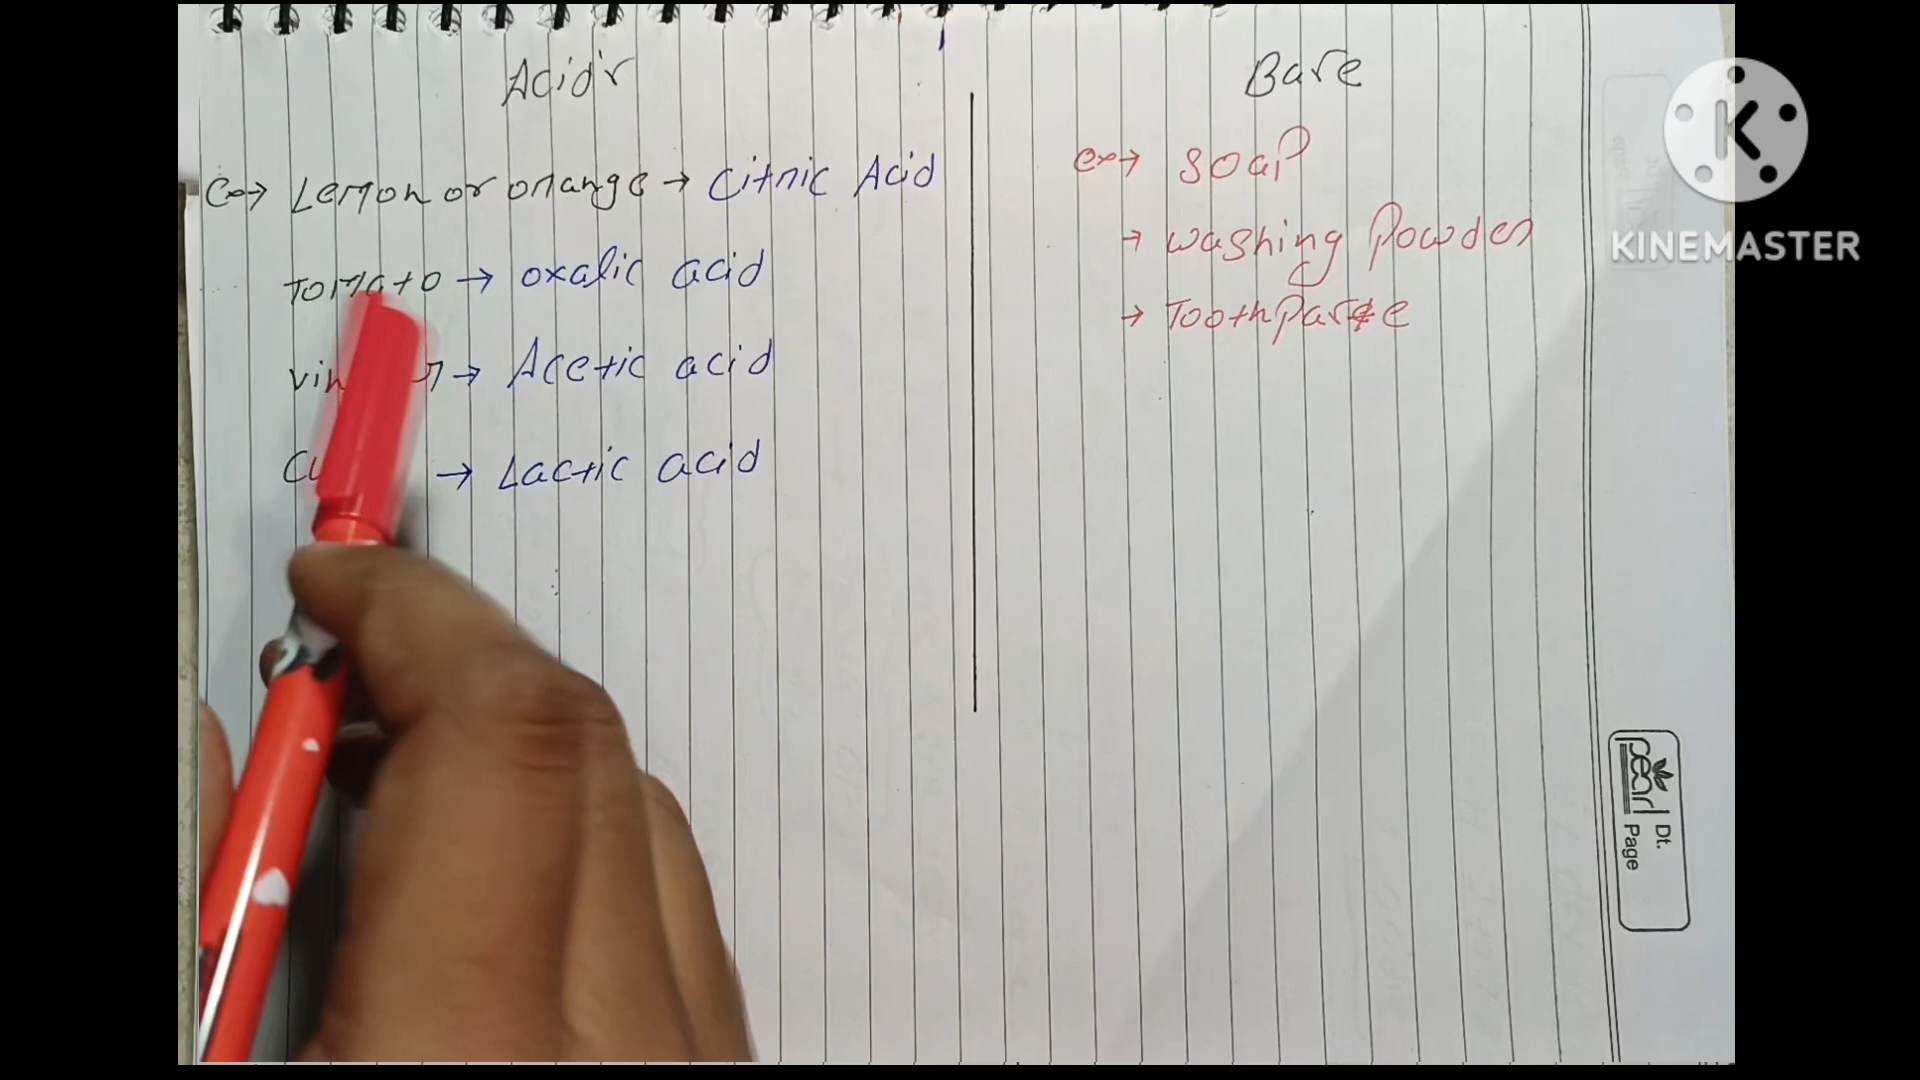 Acid's
Base
ex→ Lemon or orange → Citric Acid
Tomato → oxalic acid
→ Acetic acid
→ Lactic acid
ex→ Soap
→ washing Powder
→ Toothpaste
KINEMASTER
pearl
Dt.
Page